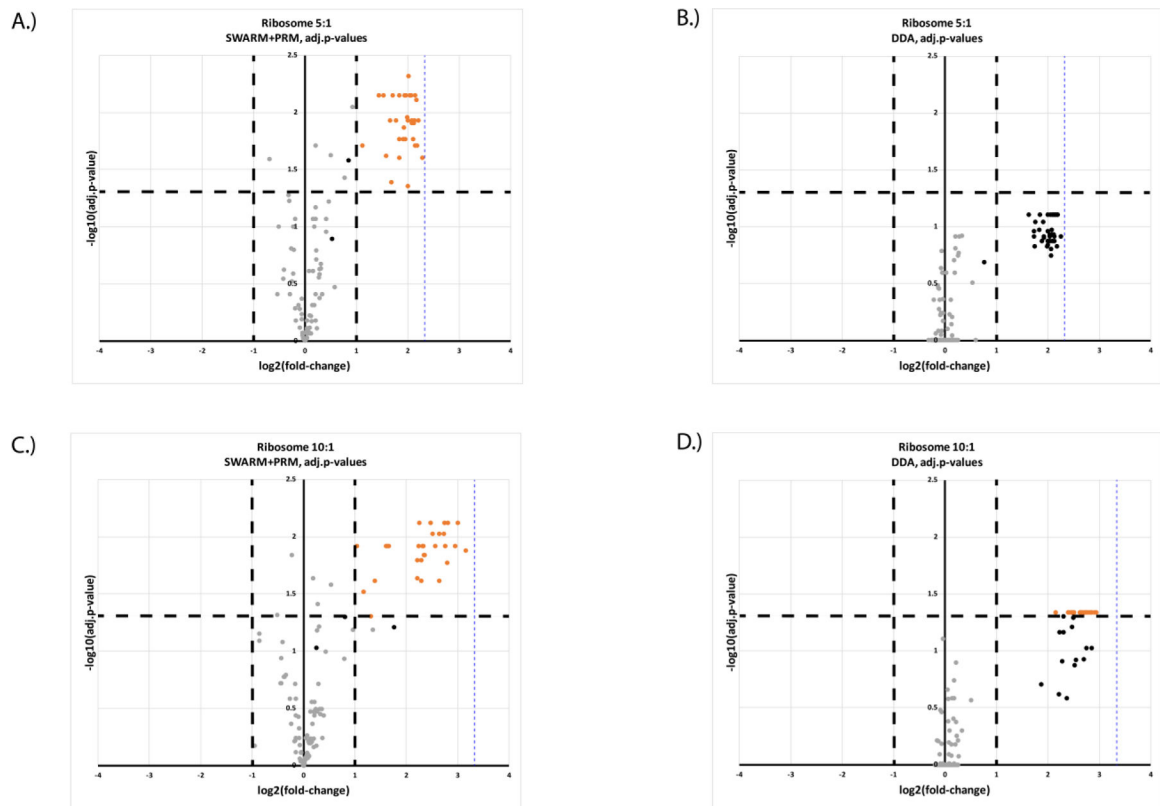 A.)
Ribosome 5:1
SWARM+PRM, adj.p-values
2.5
2
1.5
1
0.5
0
-4 -3 -2 -1 0 1 2 3 4
-log10(adj.p-value)
log2(fold-change)
B.)
Ribosome 5:1
DDA, adj.p-values
2.5
2
1.5
1
0.5
0
-4 -3 -2 -1 0 1 2 3 4
-log10(adj.p-value)
log2(fold-change)
C.)
Ribosome 10:1
SWARM+PRM, adj.p-values
2.5
2
1.5
1
0.5
0
-4 -3 -2 -1 0 1 2 3 4
-log10(adj.p-value)
log2(fold-change)
D.)
Ribosome 10:1
DDA, adj.p-values
2.5
2
1.5
1
0.5
0
-4 -3 -2 -1 0 1 2 3 4
-log10(adj.p-value)
log2(fold-change)